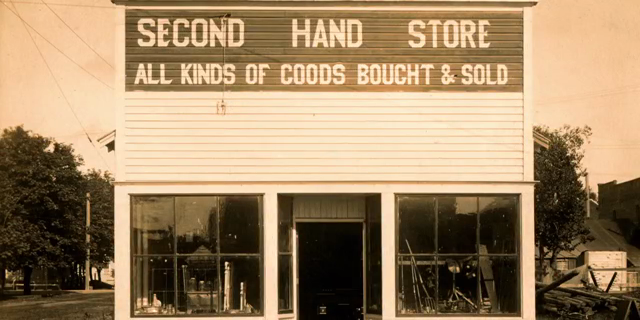 SECOND HAND STORE
ALL KINDS OF GOODS BOUGHT & SOLD